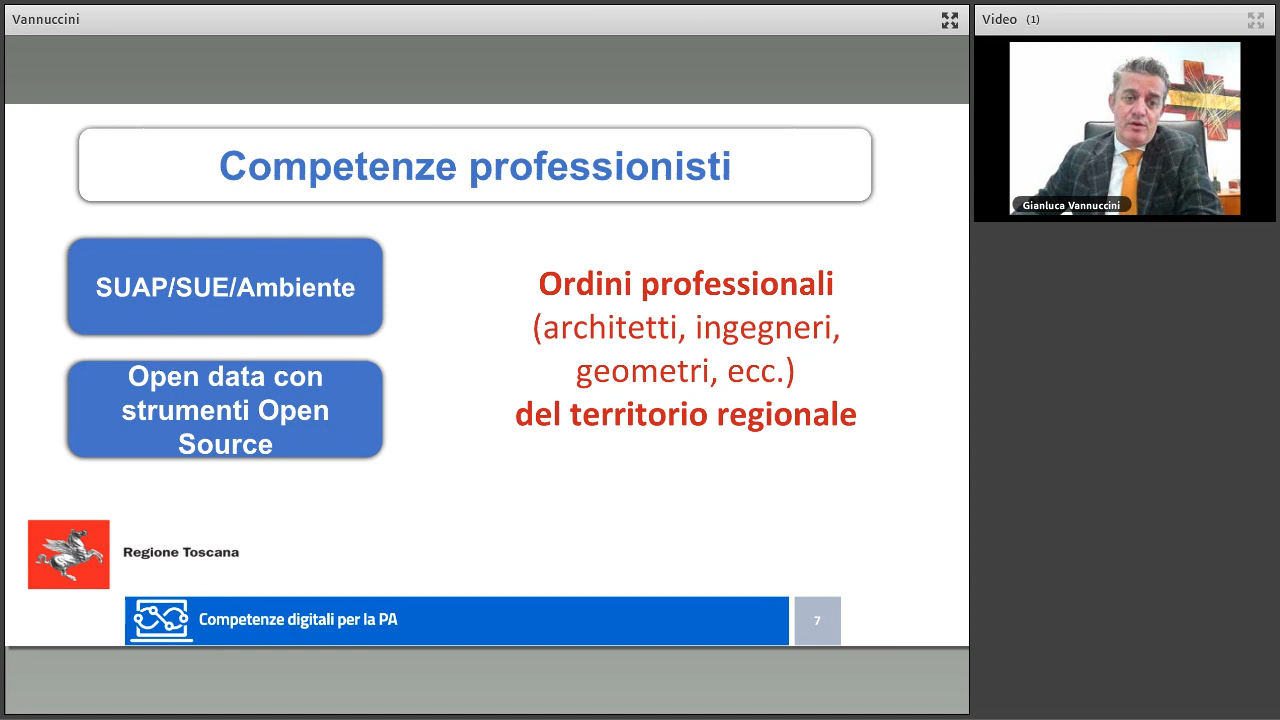 Vannuccini
Video (1)
Gianluca Vannuccini
Competenze professionisti
SUAP/SUE/Ambiente
Open data con
strumenti Open
Source
Ordini professionali
(architetti, ingegneri,
geometri, ecc.)
del territorio regionale
Regione Toscana
Competenze digitali per la PA
7